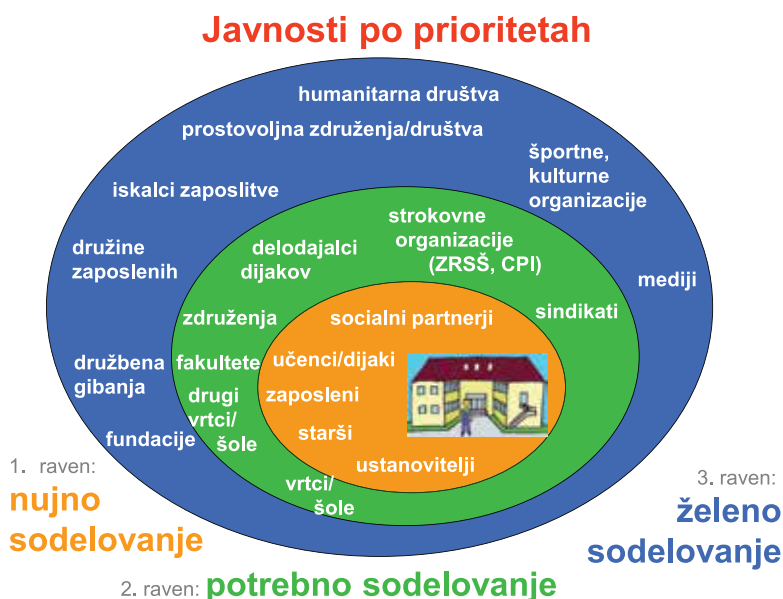 Javnosti po prioritetah
humanitarna društva
prostovoljna združenja/društva
športne,
kulturne
organizacije
iskalci zaposlitve
strokovne
organizacije
(ZRSŠ, CPI)
delodajalci
dijakov
družine
zaposlenih
mediji
združenja
socialni partnerji
sindikati
družbena
gibanja
fakultete
učenci/dijaki
drugi
vrtci/
šole
zaposleni
fundacije
starši
ustanovitelji
vrtci/
šole
1. raven:
nujno
sodelovanje
3. raven:
želeno
sodelovanje
2. raven: potrebno sodelovanje